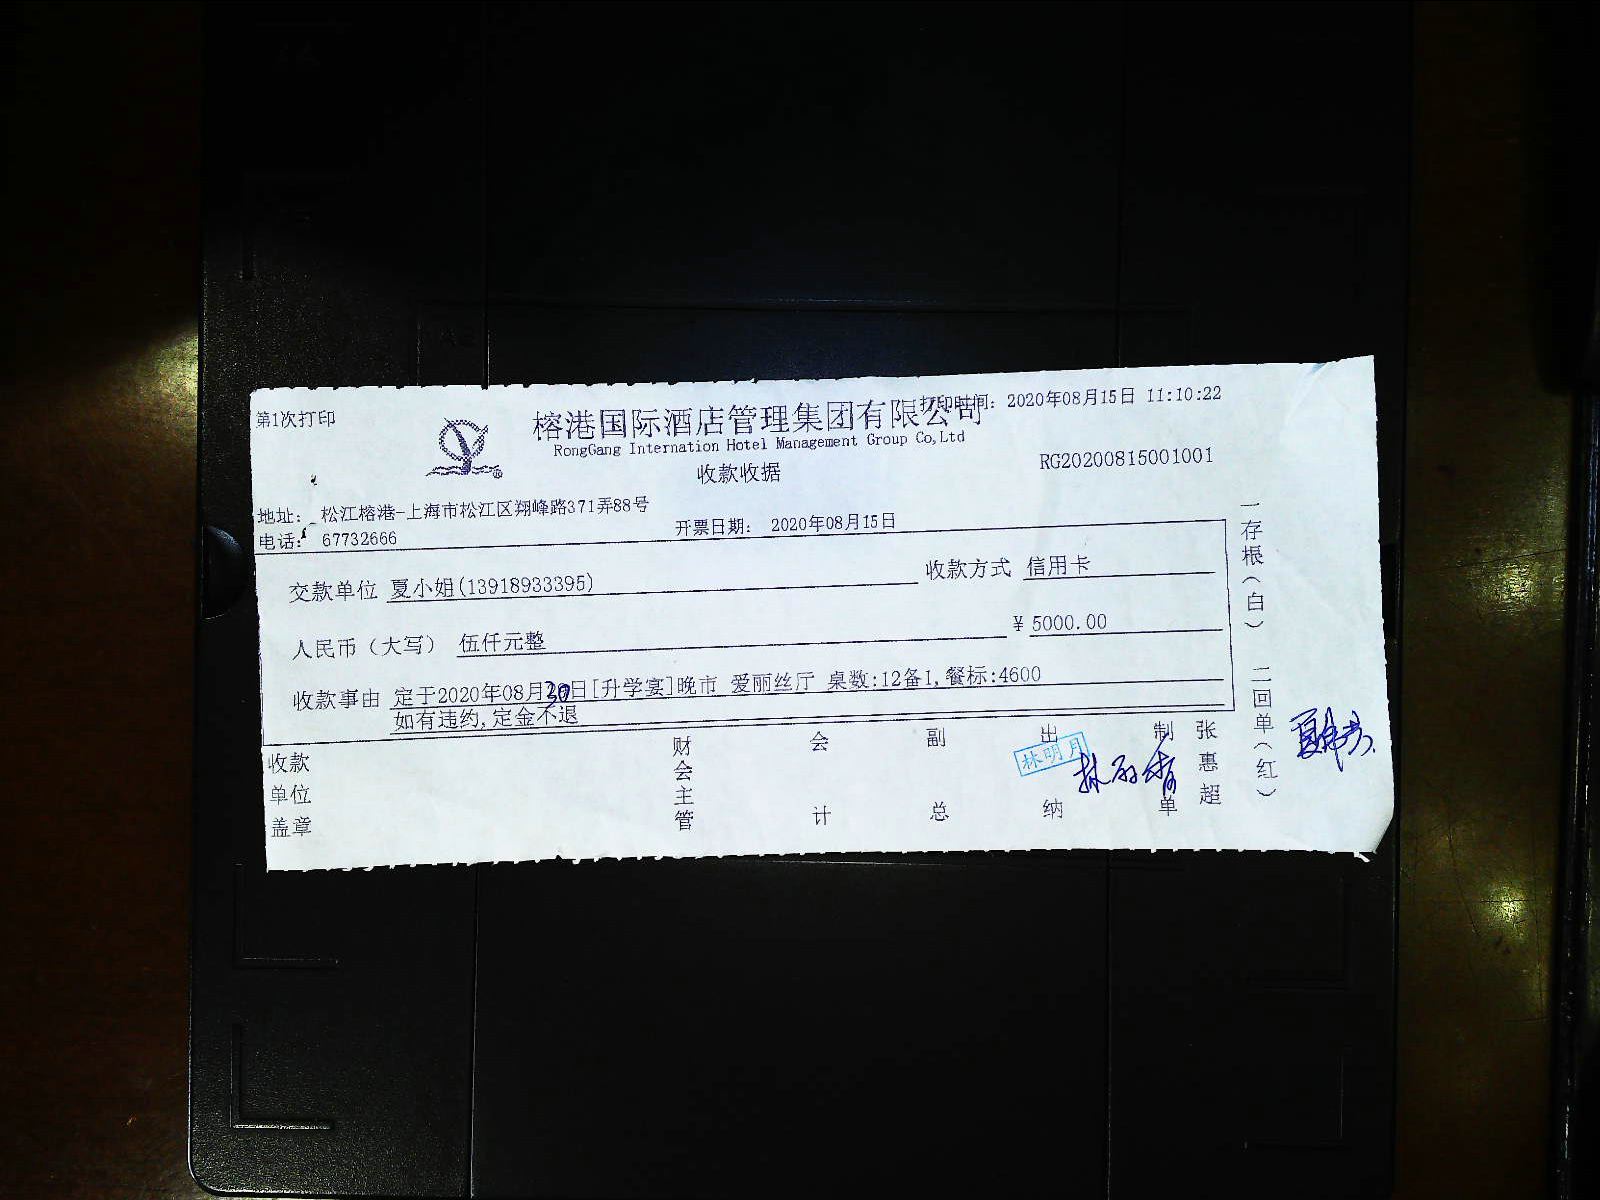 第1次打印
打印时间: 2020年08月15日 11:10:22
榕港国际酒店管理集团有限公司
RongGang Internation Hotel Management Group Co,Ltd
收款收据
RG20200815001001
地址: 松江榕港-上海市松江区翔峰路371弄88号
电话: 67732666
开票日期: 2020年08月15日
交款单位 夏小姐(13918933395)
收款方式 信用卡
人民币（大写） 伍仟元整
¥ 5000.00
收款事由 定于2020年08月30日[升学宴]晚市 爱丽丝厅 桌数:12备1,餐标:4600
如有违约,定金不退
收款单位盖章
财会主管
会计
副总
出纳
林明月
制单
张惠超
一存根（白） 二回单（红）